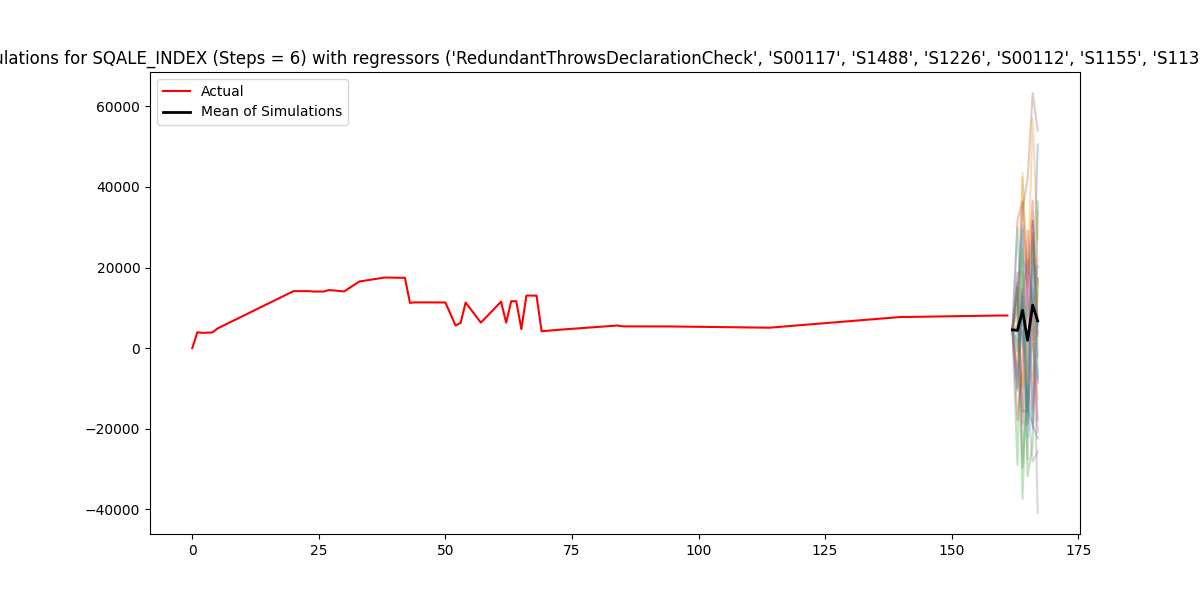 ulations for SQALE_INDEX (Steps = 6) with regressors ('RedundantThrowsDeclarationCheck', 'S00117', 'S1488', 'S1226', 'S00112', 'S1155', 'S113
Actual
Mean of Simulations
60000
40000
20000
0
−20000
−40000
0 25 50 75 100 125 150 175